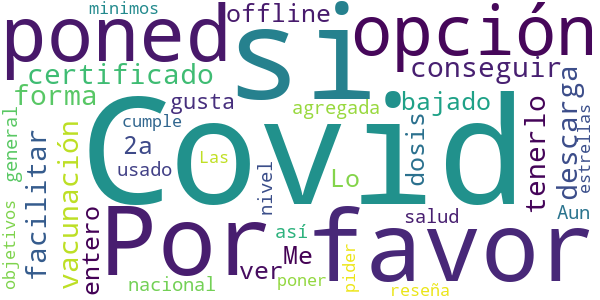 mínimos
poned
si
offline
opción
certificado
conseguir
forma
gusta
agregada
bajado
descarga
estrellas
general
facilitar
vacunación
cumple
2a
usado
Las
Covid
dosis
tenerlo
nivel
Lo
Aun
objetivos
entero
Por
favor
así
Me
salud
ver
nacional
poner
pider
reseña